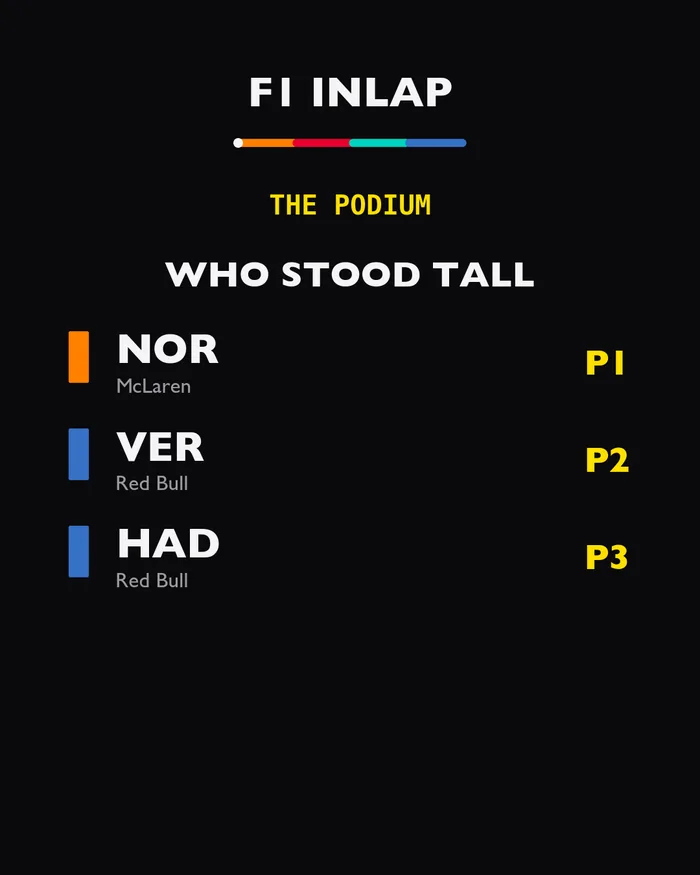 F1 INLAP
THE PODIUM
WHO STOOD TALL
NOR
McLaren
P1
VER
Red Bull
P2
HAD
Red Bull
P3